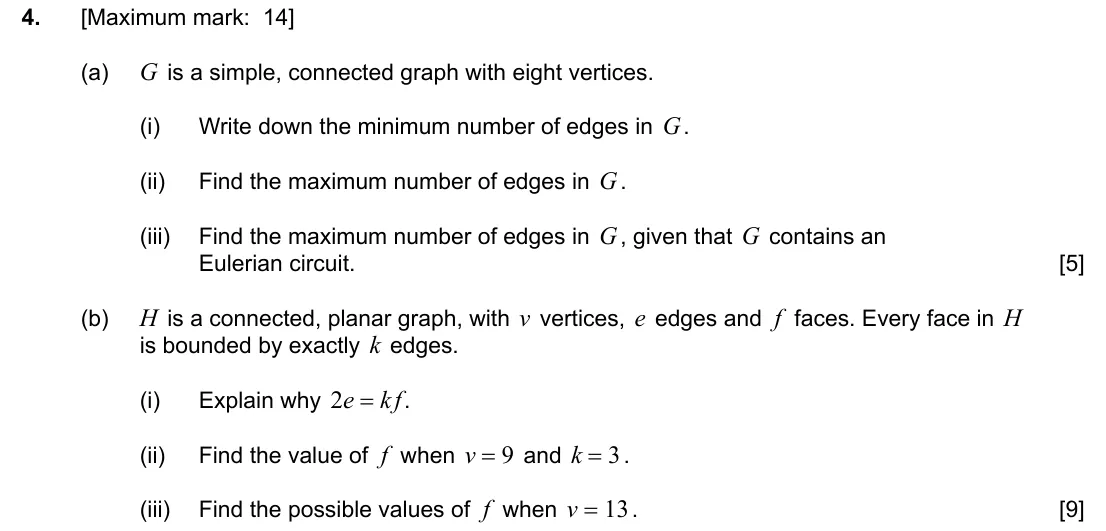 4. [Maximum mark: 14]
(a) G is a simple, connected graph with eight vertices.
(i) Write down the minimum number of edges in G.
(ii) Find the maximum number of edges in G.
(iii) Find the maximum number of edges in G, given that G contains an
Eulerian circuit. [5]
(b) H is a connected, planar graph, with v vertices, e edges and f faces. Every face in H
is bounded by exactly k edges.
(i) Explain why 2e = kf.
(ii) Find the value of f when v = 9 and k = 3.
(iii) Find the possible values of f when v = 13. [9]